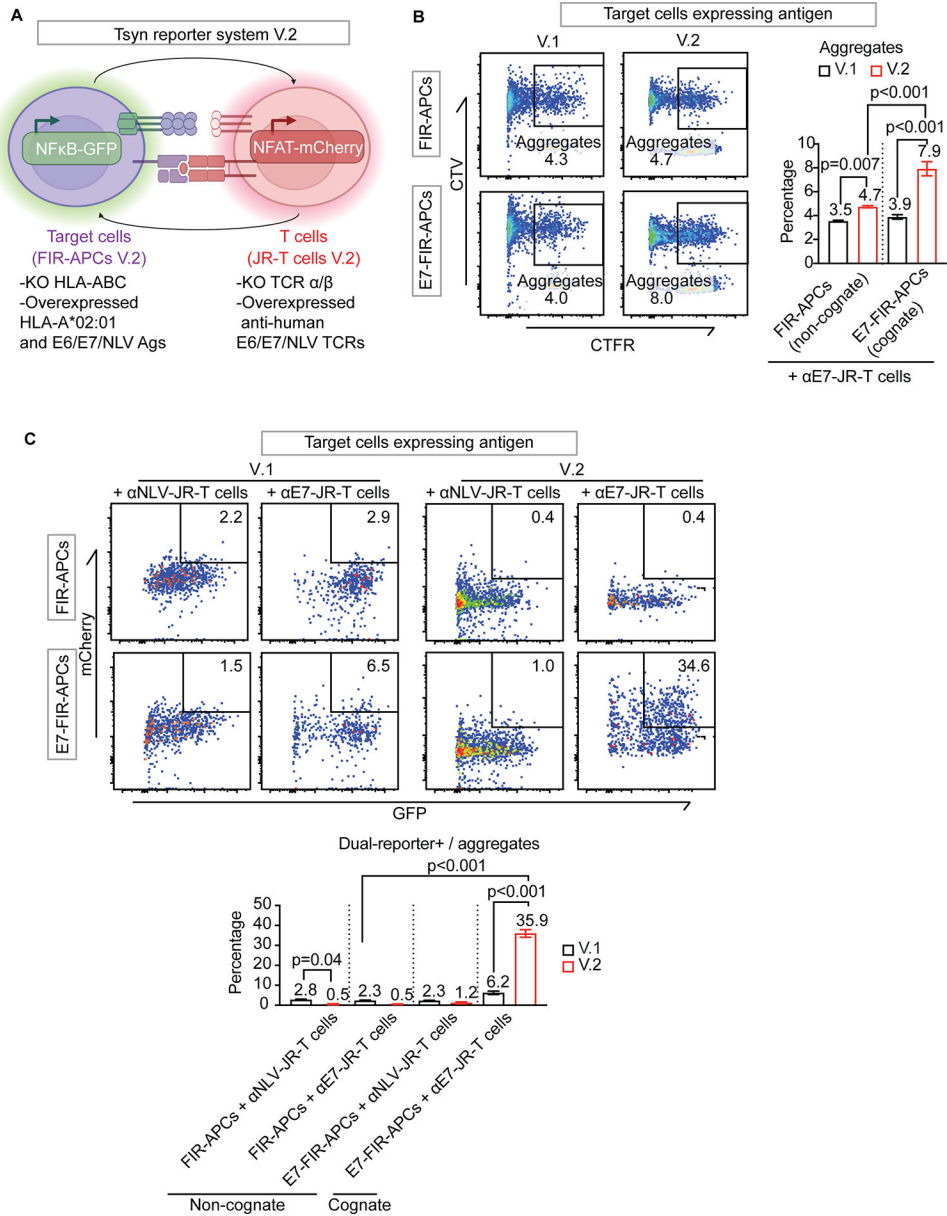 A
Tsyn reporter system V.2
NFκB-GFP
NFAT-mCherry
Target cells
(FIR-APCs V.2)
-KO HLA-ABC
-Overexpressed
HLA-A*02:01
and E6/E7/NLV Ags
T cells
(JR-T cells V.2)
-KO TCR α/β
-Overexpressed
anti-human
E6/E7/NLV TCRs
B
Target cells expressing antigen
V.1
V.2
FIR-APCs
E7-FIR-APCs
CTV
Aggregates
4.3
Aggregates
4.7
Aggregates
4.0
Aggregates
8.0
CTFR
Aggregates
V.1
V.2
p<0.001
p<0.001
p=0.007
Percentage
10
8
6
4
2
0
3.5
4.7
3.9
7.9
FIR-APCs
(non-cognate)
E7-FIR-APCs
(cognate)
+ αE7-JR-T cells
C
Target cells expressing antigen
V.1
V.2
+ αNLV-JR-T cells
+ αE7-JR-T cells
+ αNLV-JR-T cells
+ αE7-JR-T cells
FIR-APCs
2.2
2.9
0.4
0.4
mCherry
E7-FIR-APCs
1.5
6.5
1.0
34.6
GFP
Dual-reporter+ / aggregates
p<0.001
p<0.001
p=0.04
Percentage
50
40
30
20
10
0
2.8
0.5
2.3
0.5
2.3
1.2
6.2
35.9
V.1
V.2
FIR-APCs + αNLV-JR-T cells
FIR-APCs + αE7-JR-T cells
E7-FIR-APCs + αNLV-JR-T cells
E7-FIR-APCs + αE7-JR-T cells
Non-cognate
Cognate